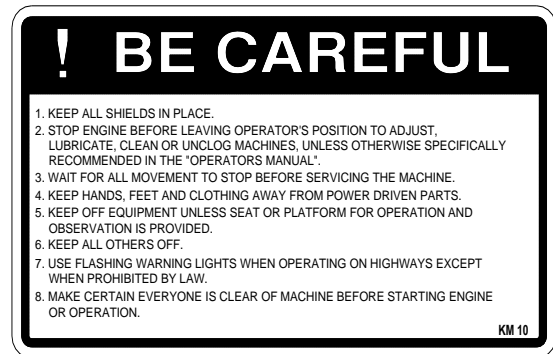 ! BE CAREFUL
1. KEEP ALL SHIELDS IN PLACE.
2. STOP ENGINE BEFORE LEAVING OPERATOR'S POSITION TO ADJUST,
LUBRICATE, CLEAN OR UNCLOG MACHINES, UNLESS OTHERWISE SPECIFICALLY
RECOMMENDED IN THE "OPERATORS MANUAL".
3. WAIT FOR ALL MOVEMENT TO STOP BEFORE SERVICING THE MACHINE.
4. KEEP HANDS, FEET AND CLOTHING AWAY FROM POWER DRIVEN PARTS.
5. KEEP OFF EQUIPMENT UNLESS SEAT OR PLATFORM FOR OPERATION AND
OBSERVATION IS PROVIDED.
6. KEEP ALL OTHERS OFF.
7. USE FLASHING WARNING LIGHTS WHEN OPERATING ON HIGHWAYS EXCEPT
WHEN PROHIBITED BY LAW.
8. MAKE CERTAIN EVERYONE IS CLEAR OF MACHINE BEFORE STARTING ENGINE
OR OPERATION.
KM 10